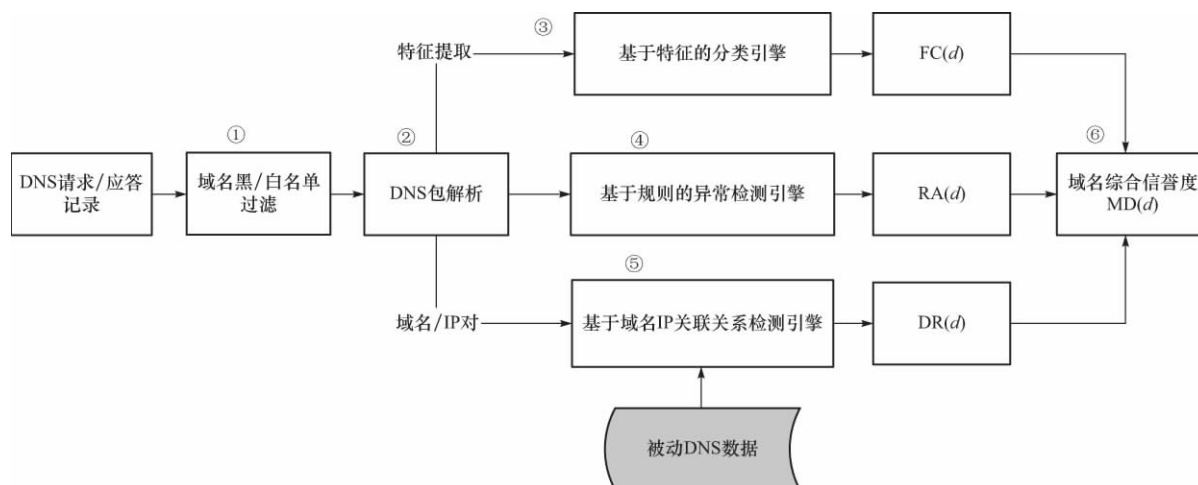 ③
特征提取
基于特征的分类引擎
FC(d)
①
②
④
⑥
DNS请求/应答
记录
域名黑/白名单
过滤
DNS包解析
基于规则的异常检测引擎
RA(d)
域名综合信誉度
MD(d)
⑤
域名/IP对
基于域名IP关联关系检测引擎
DR(d)
被动DNS数据